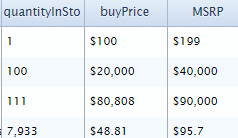 quantityInSto buyPrice MSRP
1 $100 $199
100 $20,000 $40,000
111 $80,808 $90,000
7,933 $48.81 $95.7